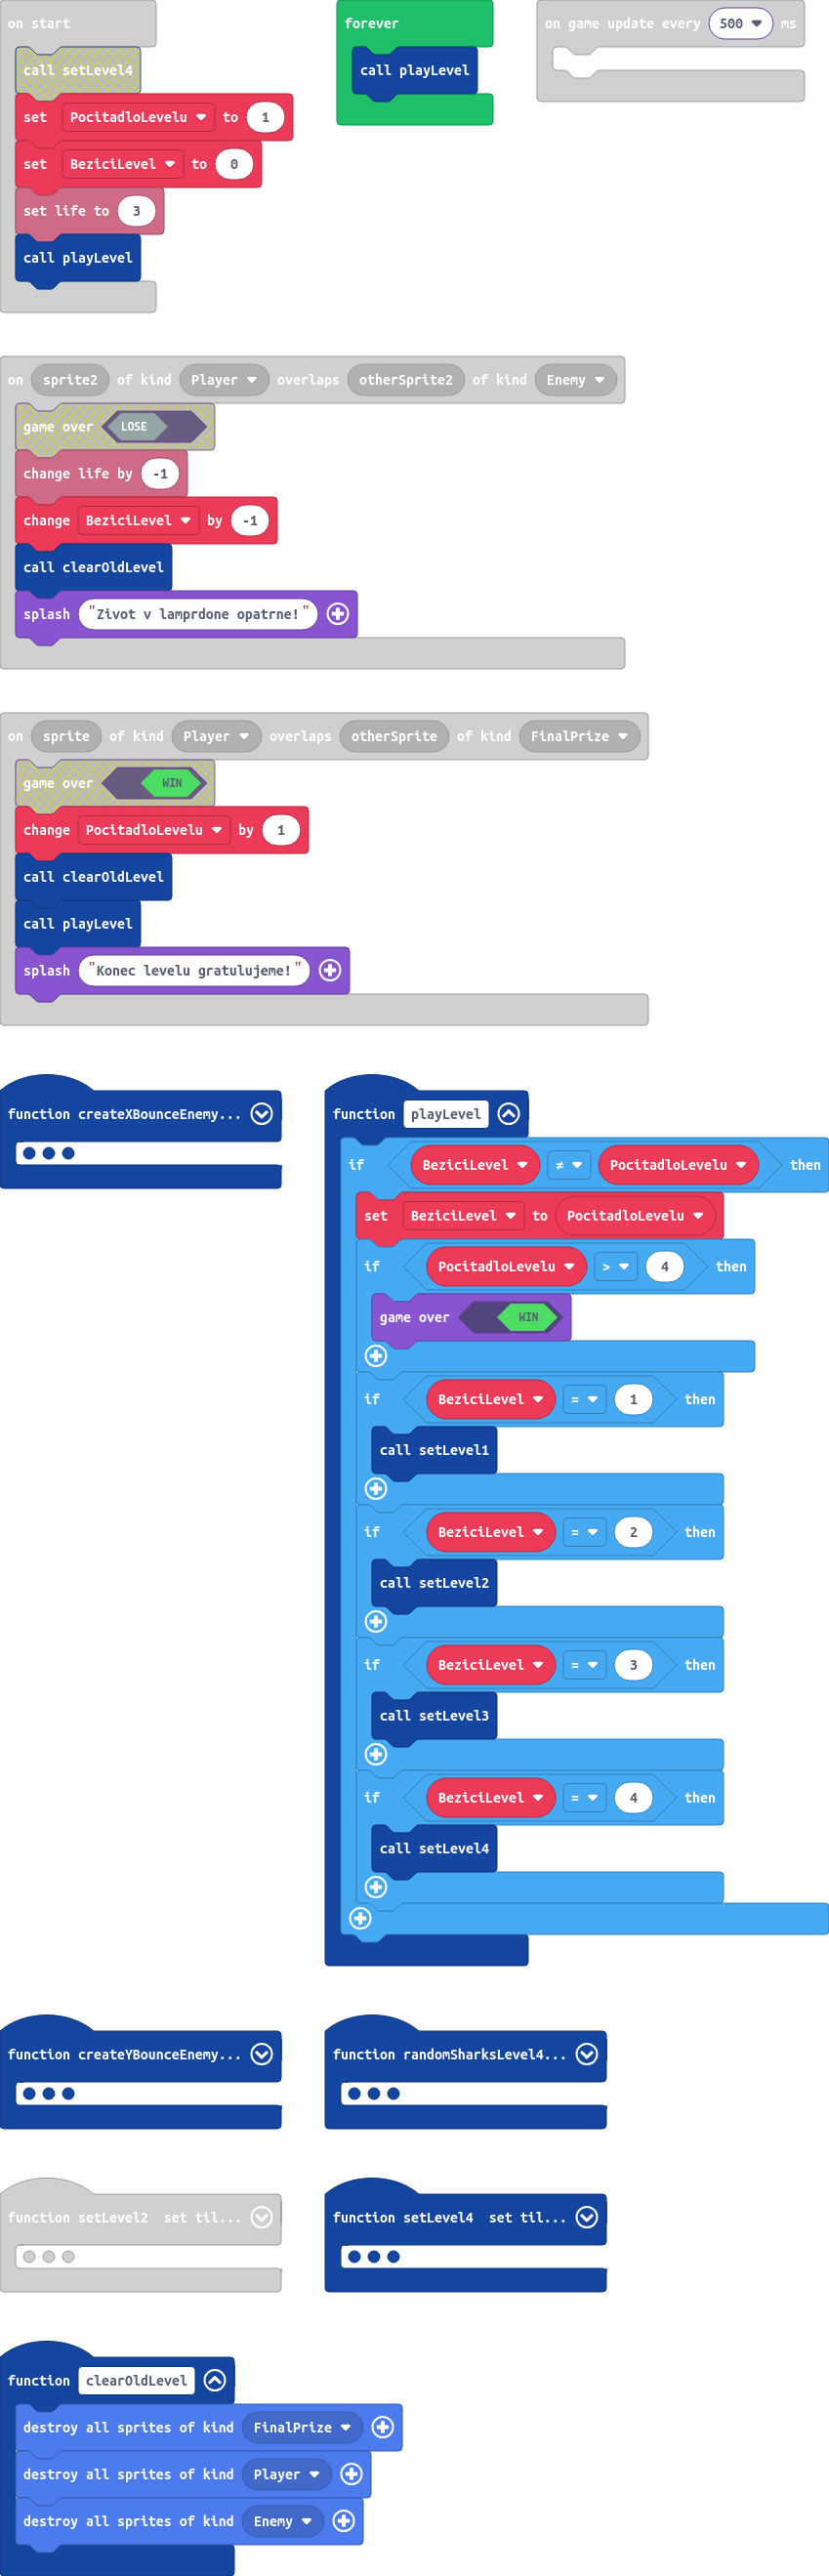 on start
call setLevel4
set PocitadloLevelu to 1
set BeziciLevel to 0
set life to 3
call playLevel
forever
call playLevel
on game update every 500 ms
on sprite2 of kind Player overlaps otherSprite2 of kind Enemy
game over LOSE
change life by -1
change BeziciLevel by -1
call clearOldLevel
splash "Zivot v lamprdone opatrne!"
on sprite of kind Player overlaps otherSprite of kind FinalPrize
game over WIN
change PocitadloLevelu by 1
call clearOldLevel
call playLevel
splash "Konec levelu gratulujeme!"
function createXBounceEnemy...
function playLevel
if BeziciLevel ≠ PocitadloLevelu then
set BeziciLevel to PocitadloLevelu
if PocitadloLevelu > 4 then
game over WIN
if BeziciLevel = 1 then
call setLevel1
if BeziciLevel = 2 then
call setLevel2
if BeziciLevel = 3 then
call setLevel3
if BeziciLevel = 4 then
call setLevel4
function createYBounceEnemy...
function randomSharksLevel4...
function setLevel2 set til...
function setLevel4 set til...
function clearOldLevel
destroy all sprites of kind FinalPrize
destroy all sprites of kind Player
destroy all sprites of kind Enemy